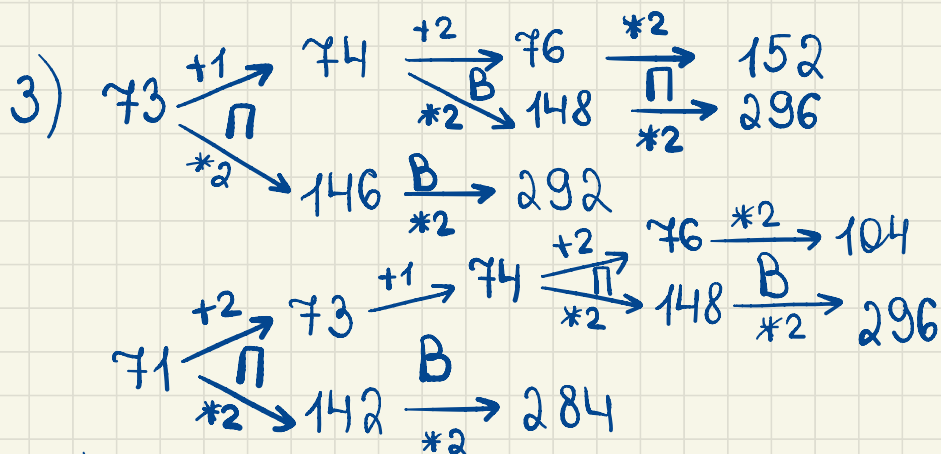 +2 *2
3) 73 +1 74 76 152
П *2 В 148 П *2 296
*2 146 В *2 292
76 *2 104
+2 73 +1 74 +2 П *2 148 В *2 296
71 П В
*2 142 *2 284